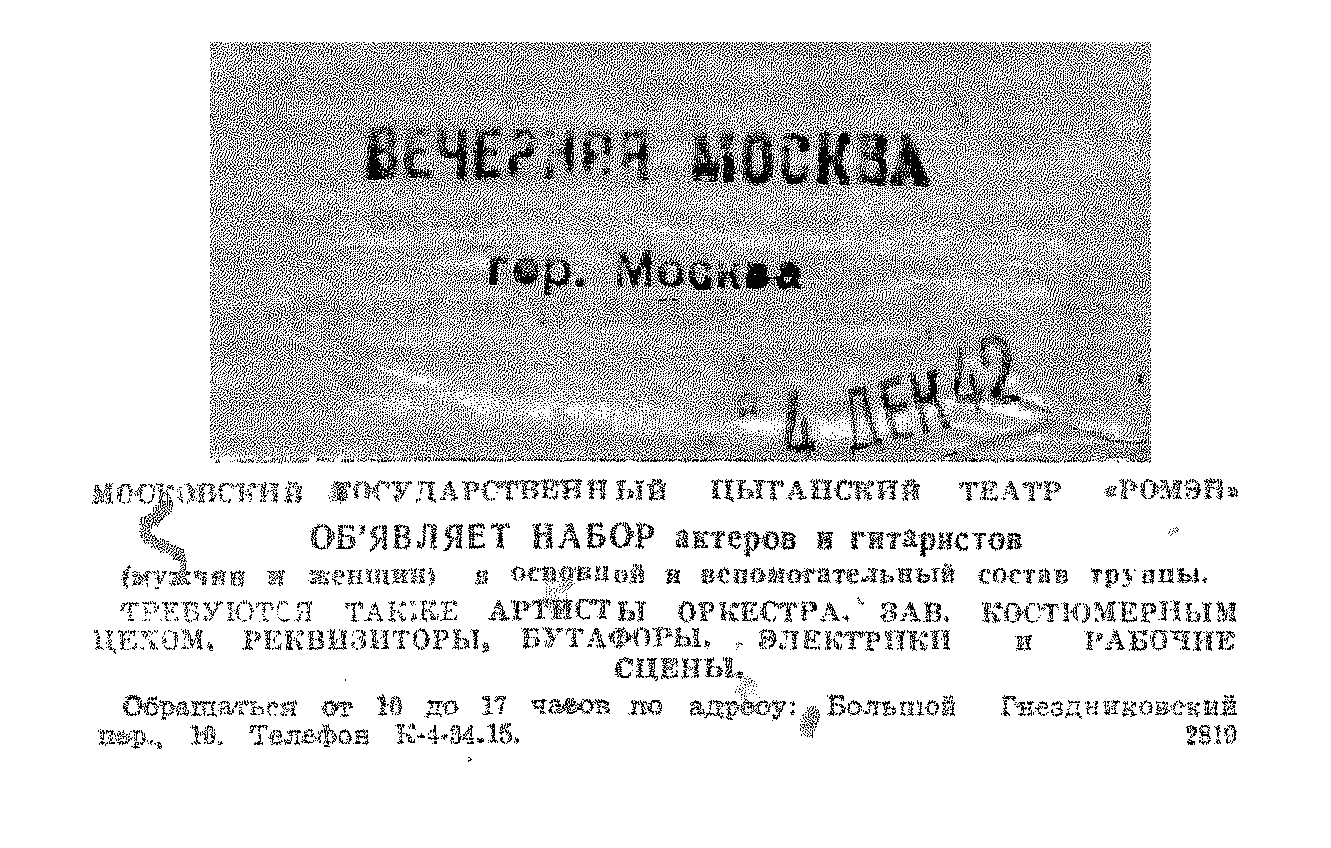 ВЕЧЕРНЯЯ МОСКВА
гор. Москва
4 ДЕК 42
МОСКОВСКИЙ ГОСУДАРСТВЕННЫЙ ЦЫГАНСКИЙ ТЕАТР «РОМЭН»
ОБ’ЯВЛЯЕТ НАБОР актеров и гитаристов
(мужчин и женщин) в основной и вспомогательный состав труппы.
ТРЕБУЮТСЯ ТАКЖЕ АРТИСТЫ ОРКЕСТРА, ЗАВ. КОСТЮМЕРНЫМ
ЦЕХОМ, РЕКВИЗИТОРЫ, БУТАФОРЫ, ЭЛЕКТРИКИ и РАБОЧИЕ
СЦЕНЫ.
Обращаться от 10 до 17 часов по адресу: Большой Гнездниковский
пер., 10. Телефон К-4-34-15. 2810